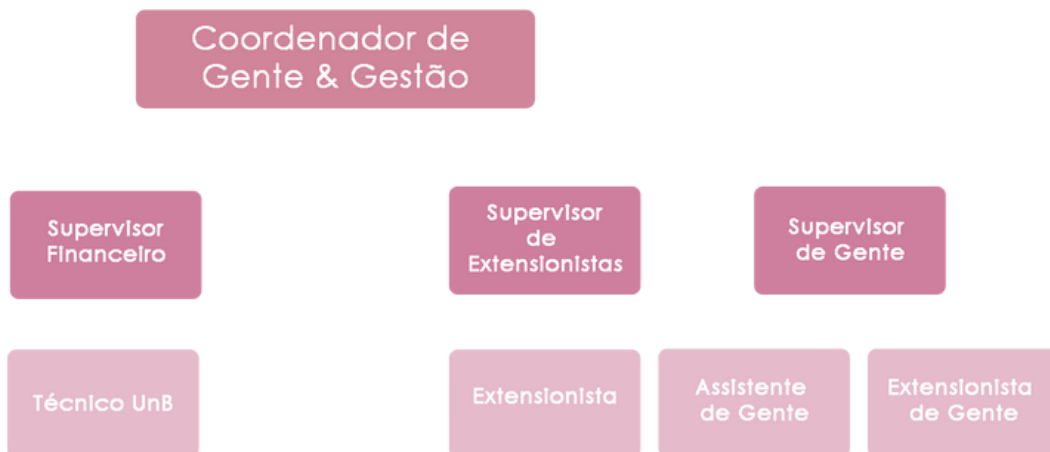 Coordenador de
Gente & Gestão
Supervisor
Financeiro
Supervisor
de
Extensionistas
Supervisor
de Gente
Técnico UnB
Extensionista
Assistente
de Gente
Extensionista
de Gente